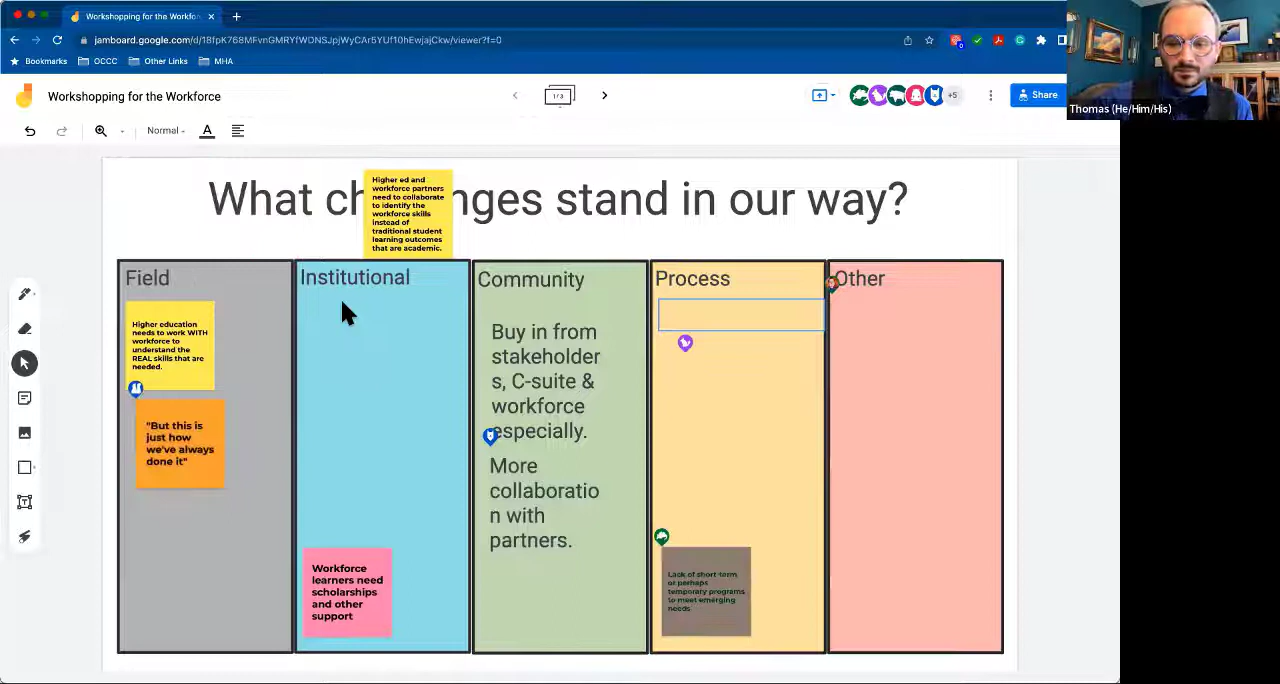 Workshopping for the Workfo
jamboard.google.com/d/18fpK768MFvnGMRYfWDNSJpjWyCAr5YUf10hEwjajCkw/viewer?f=0
Bookmarks
OCCC
Other Links
MHA
Workshopping for the Workforce
1/3
+5
Share
Thomas (He/Him/His)
Normal
What ch
nges stand in our way?
Higher ed and
workforce partners
need to collaborate
to identify the
workforce skills
instead of
traditional student
learning outcomes
that are academic.
Field
Higher education
needs to work WITH
workforce to
understand the
REAL skills that are
needed.
"But this is
just how
we've always
done it"
Institutional
Workforce
learners need
scholarships
and other
support
Community
Buy in from
stakeholder
s, C-suite &
workforce
especially.
More
collaboratio
n with
partners.
Process
Lack of short-term
or perhaps
temporary programs
to meet emerging
needs
Other